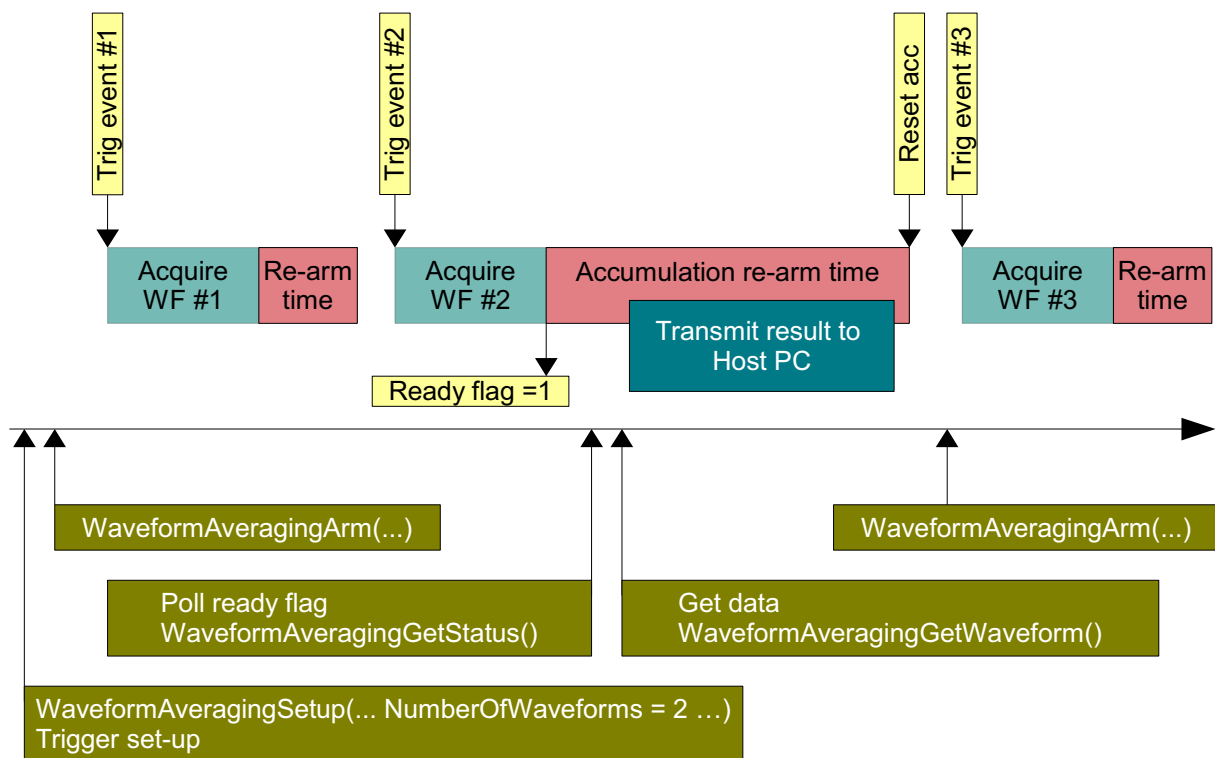 Trig event #1
Trig event #2
Reset acc
Trig event #3
Acquire
WF #1
Re-arm
time
Acquire
WF #2
Accumulation re-arm time
Acquire
WF #3
Re-arm
time
Transmit result to
Host PC
Ready flag =1
WaveformAveragingArm(...)
WaveformAveragingArm(...)
Poll ready flag
WaveformAveragingGetStatus()
Get data
WaveformAveragingGetWaveform()
WaveformAveragingSetup(... NumberOfWaveforms = 2 …)
Trigger set-up